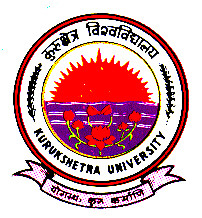 कुरुक्षेत्र विश्वविद्यालय
KURUKSHETRA UNIVERSITY
योगस्थः कुरु कर्माणि